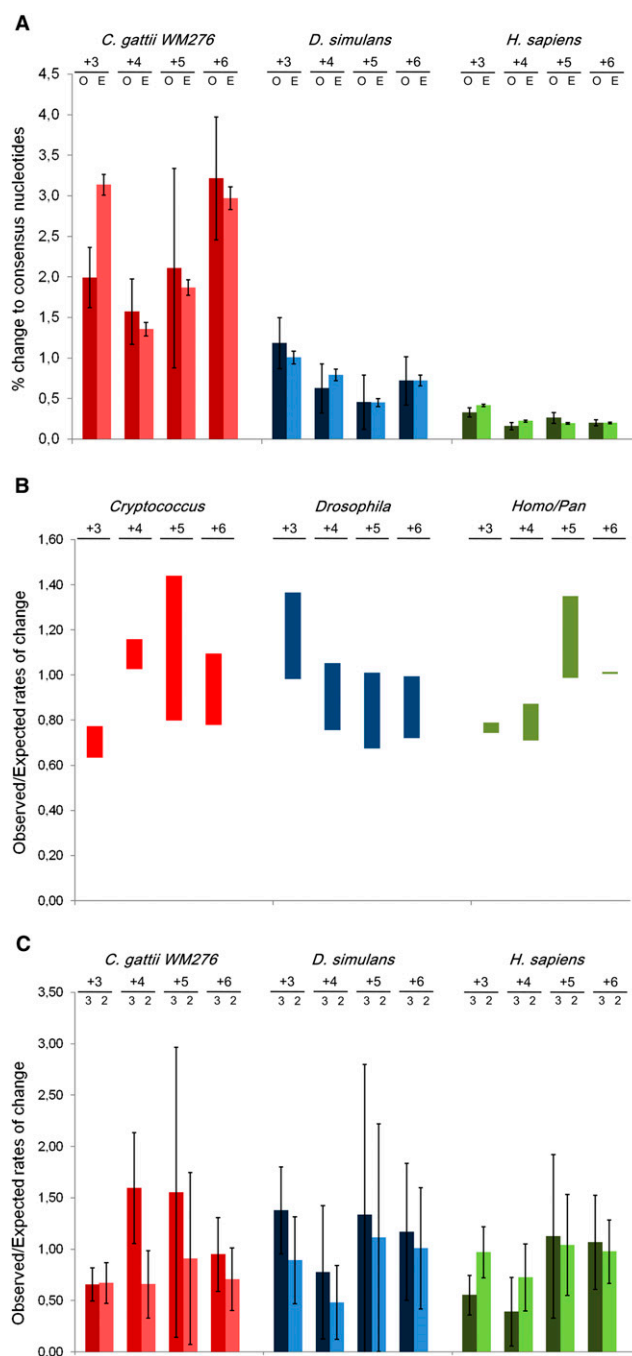 A
C. gattii WM276 D. simulans H. sapiens
+3 +4 +5 +6 +3 +4 +5 +6 +3 +4 +5 +6
O E O E O E O E O E O E O E O E O E O E O E O E
% change to consensus nucleotides
4,5
4,0
3,5
3,0
2,5
2,0
1,5
1,0
0,5
0,0
B
Cryptococcus Drosophila Homo/Pan
+3 +4 +5 +6 +3 +4 +5 +6 +3 +4 +5 +6
Observed/Expected rates of change
1.60
1.40
1.20
1.00
0.80
0.60
0.40
0.20
0.00
C
C. gattii WM276 D. simulans H. sapiens
+3 +4 +5 +6 +3 +4 +5 +6 +3 +4 +5 +6
3 2 3 2 3 2 3 2 3 2 3 2 3 2 3 2 3 2 3 2 3 2 3 2
Observed/Expected rates of change
3.50
3.00
2.50
2.00
1.50
1.00
0.50
0.00